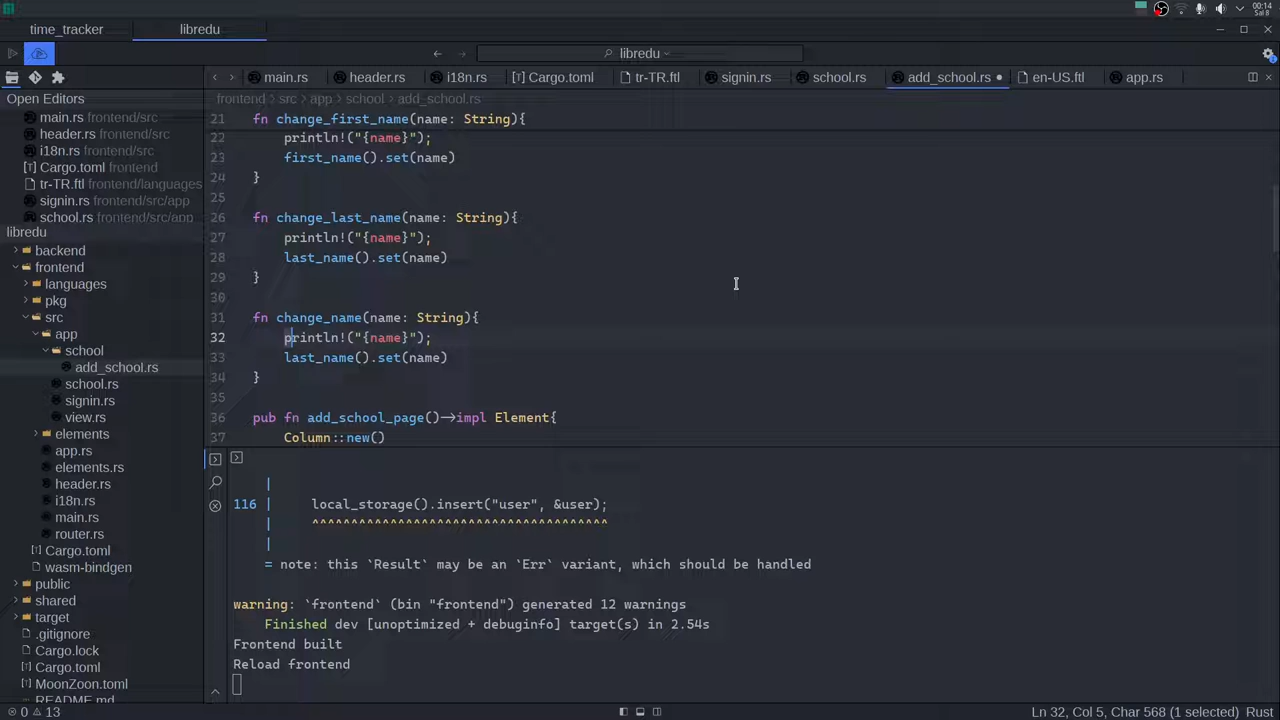 00:14
Sal 8
time_tracker
libredu
libredu
main.rs
header.rs
i18n.rs
[T] Cargo.toml
tr-TR.ftl
signin.rs
school.rs
add_school.rs
en-US.ftl
app.rs
Open Editors
main.rs frontend/src
header.rs frontend/src
i18n.rs frontend/src
[T] Cargo.toml frontend
tr-TR.ftl frontend/languages
signin.rs frontend/src/app
school.rs frontend/src/app
libredu
backend
frontend
languages
pkg
src
app
school
add_school.rs
school.rs
signin.rs
view.rs
elements
app.rs
elements.rs
header.rs
i18n.rs
main.rs
router.rs
Cargo.toml
wasm-bindgen
public
shared
target
.gitignore
Cargo.lock
Cargo.toml
MoonZoon.toml
README.md
frontend > src > app > school > add_school.rs
21 fn change_first_name(name: String){
22 println!("{name}");
23 first_name().set(name)
24 }
25
26 fn change_last_name(name: String){
27 println!("{name}");
28 last_name().set(name)
29 }
30
31 fn change_name(name: String){
32 println!("{name}");
33 last_name().set(name)
34 }
35
36 pub fn add_school_page()->impl Element{
37 Column::new()
|
116 | local_storage().insert("user", &user);
| ^^^^^^^^^^^^^^^^^^^^^^^^^^^^^^^^^^^^^^
|
= note: this `Result` may be an `Err` variant, which should be handled
warning: `frontend` (bin "frontend") generated 12 warnings
Finished dev [unoptimized + debuginfo] target(s) in 2.54s
Frontend built
Reload frontend
0 13
Ln 32, Col 5, Char 568 (1 selected) Rust